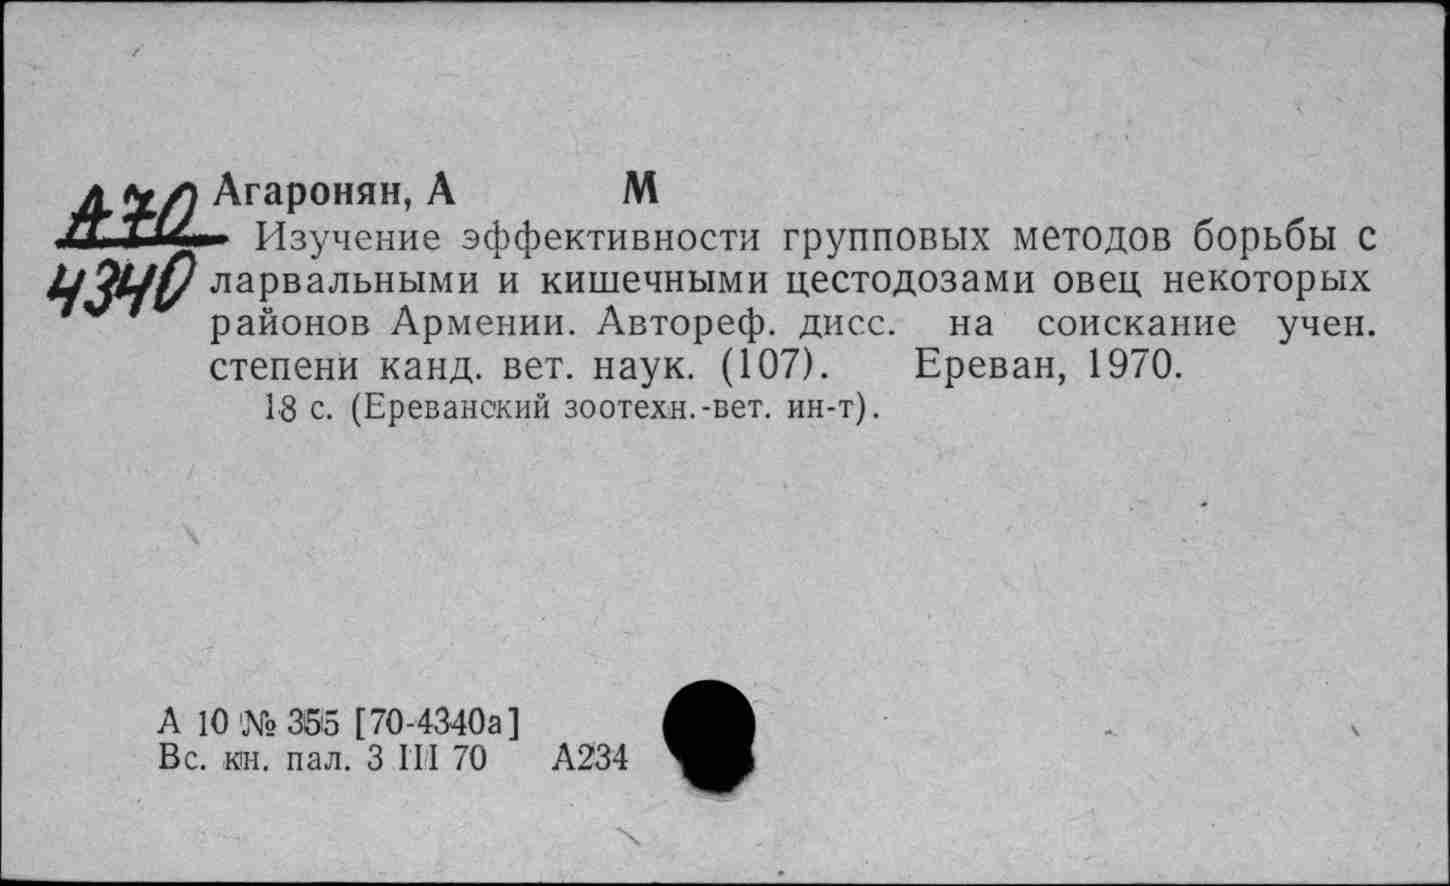 А70 Агаронян, А М
Изучение эффективности групповых методов борьбы с
4340 ларвальными и кишечными цестодозами овец некоторых
районов Армении. Автореф. дисс. на соискание учен.
степени канд. вет. наук. (107). Ереван, 1970.
18 с. (Ереванский зоотехн.-вет. ин-т).
А 10 № 355 [70-4340а]
Вс. кн. пал. 3 III 70 А234